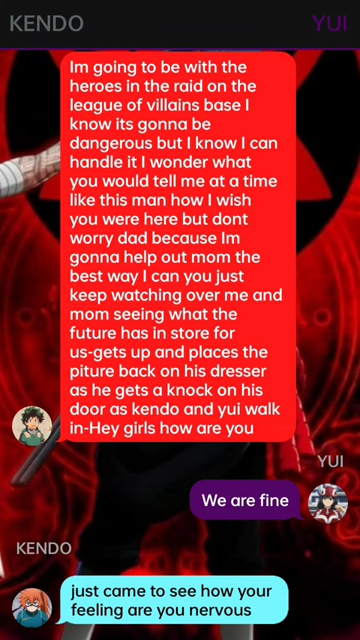 KENDO
YUI
Im going to be with the
heroes in the raid on the
league of villains base I
know its gonna be
dangerous but I know I can
handle it I wonder what
you would tell me at a time
like this man how I wish
you were here but dont
worry dad because Im
gonna help out mom the
best way I can you just
keep watching over me and
mom seeing what the
future has in store for
us-gets up and places the
piture back on his dresser
as he gets a knock on his
door as kendo and yui walk
in-Hey girls how are you
YUI
We are fine
KENDO
just came to see how your
feeling are you nervous